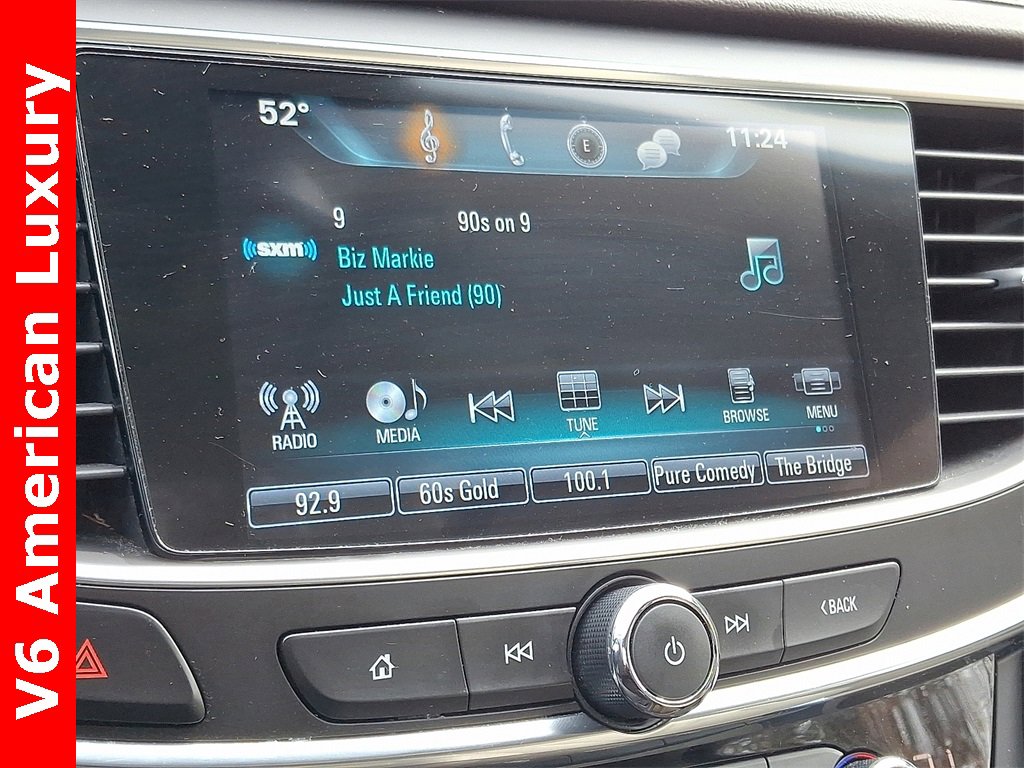 V6 American Luxury
52°
E
11:24
9 90s on 9
sxm
Biz Markie
Just A Friend (90)
RADIO MEDIA TUNE BROWSE MENU
92.9 60s Gold 100.1 Pure Comedy The Bridge
BACK